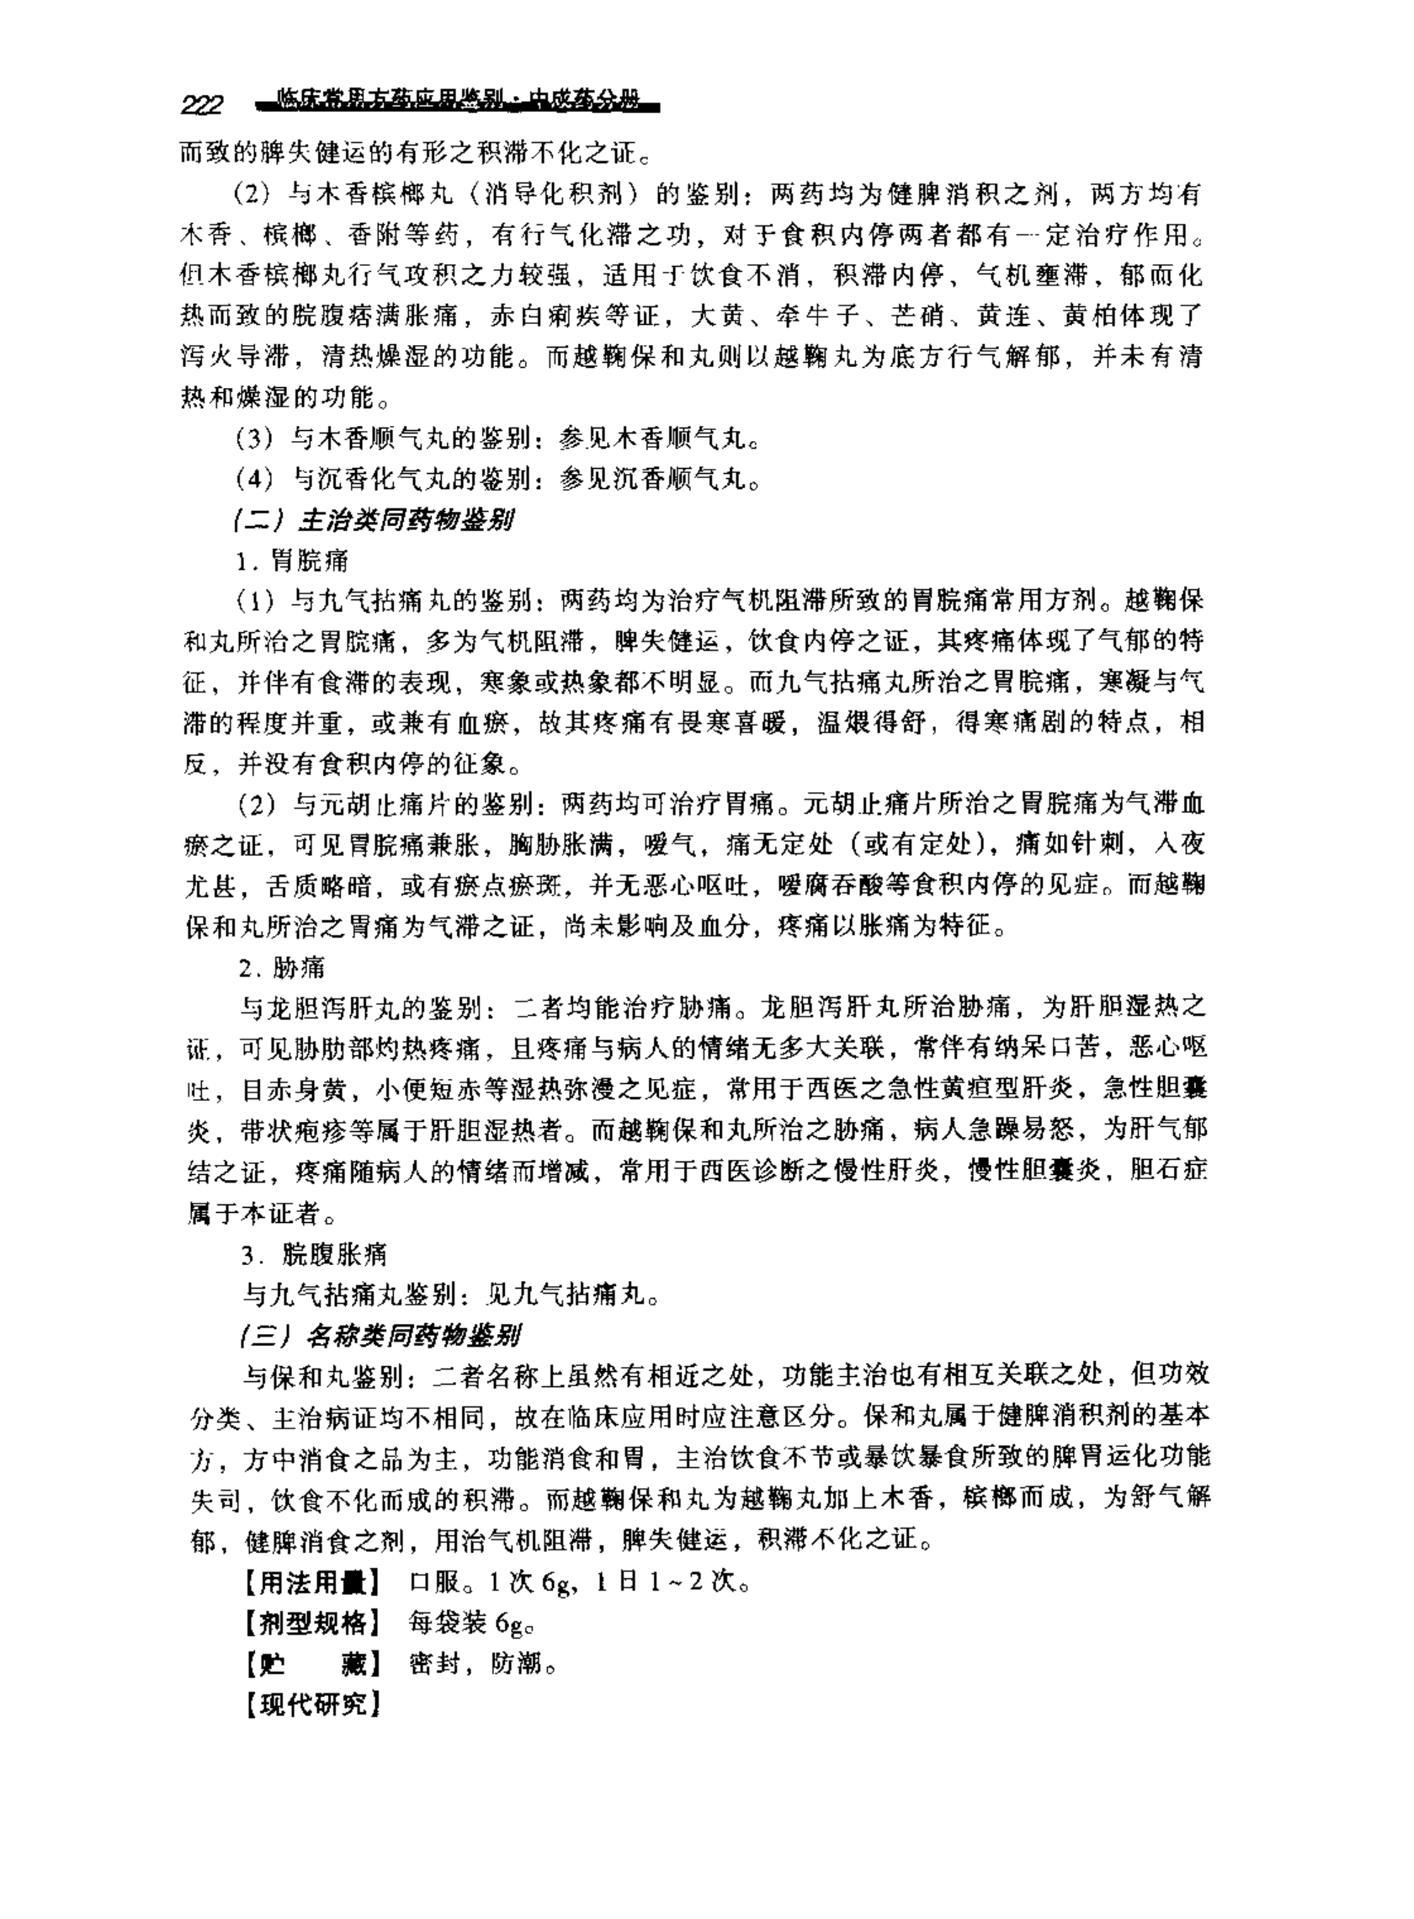 222 临床常用方药应用鉴别·中成药分册
而致的脾失健运的有形之积滞不化之证。
(2) 与木香槟榔丸(消导化积剂)的鉴别：两药均为健脾消积之剂，两方均有
木香、槟榔、香附等药，有行气化滞之功，对于食积内停两者都有一定治疗作用。
但木香槟榔丸行气攻积之力较强，适用于饮食不消，积滞内停，气机壅滞，郁而化
热而致的脘腹痞满胀痛，赤白痢疾等证，大黄、牵牛子、芒硝、黄连、黄柏体现了
泻火导滞，清热燥湿的功能。而越鞠保和丸则以越鞠丸为底方行气解郁，并未有清
热和燥湿的功能。
(3) 与木香顺气丸的鉴别：参见木香顺气丸。
(4) 与沉香化气丸的鉴别：参见沉香顺气丸。
(二) 主治类同药物鉴别
1. 胃脘痛
(1) 与九气拈痛丸的鉴别：两药均为治疗气机阻滞所致的胃脘痛常用方剂。越鞠保
和丸所治之胃脘痛，多为气机阻滞，脾失健运，饮食内停之证，其疼痛体现了气郁的特
征，并伴有食滞的表现，寒象或热象都不明显。而九气拈痛丸所治之胃脘痛，寒凝与气
滞的程度并重，或兼有血瘀，故其疼痛有畏寒喜暖，温煨得舒，得寒痛剧的特点，相
反，并没有食积内停的征象。
(2) 与元胡止痛片的鉴别：两药均可治疗胃痛。元胡止痛片所治之胃脘痛为气滞血
瘀之证，可见胃脘痛兼胀，胸胁胀满，嗳气，痛无定处(或有定处)，痛如针刺，入夜
尤甚，舌质略暗，或有瘀点瘀斑，并无恶心呕吐，嗳腐吞酸等食积内停的见症。而越鞠
保和丸所治之胃痛为气滞之证，尚未影响及血分，疼痛以胀痛为特征。
2. 胁痛
与龙胆泻肝丸的鉴别：二者均能治疗胁痛。龙胆泻肝丸所治胁痛，为肝胆湿热之
证，可见胁肋部灼热疼痛，且疼痛与病人的情绪无多大关联，常伴有纳呆口苦，恶心呕
吐，目赤身黄，小便短赤等湿热弥漫之见症，常用于西医之急性黄疸型肝炎，急性胆囊
炎，带状疱疹等属于肝胆湿热者。而越鞠保和丸所治之胁痛，病人急躁易怒，为肝气郁
结之证，疼痛随病人的情绪而增减，常用于西医诊断之慢性肝炎，慢性胆囊炎，胆石症
属于本证者。
3. 脘腹胀痛
与九气拈痛丸鉴别：见九气拈痛丸。
(三) 名称类同药物鉴别
与保和丸鉴别：二者名称上虽然有相近之处，功能主治也有相互关联之处，但功效
分类、主治病证均不相同，故在临床应用时应注意区分。保和丸属于健脾消积剂的基本
方，方中消食之品为主，功能消食和胃，主治饮食不节或暴饮暴食所致的脾胃运化功能
失司，饮食不化而成的积滞。而越鞠保和丸为越鞠丸加上木香，槟榔而成，为舒气解
郁，健脾消食之剂，用治气机阻滞，脾失健运，积滞不化之证。
【用法用量】 口服。1次6g，1日1~2次。
【剂型规格】 每袋装6g。
【贮　　藏】 密封，防潮。
【现代研究】